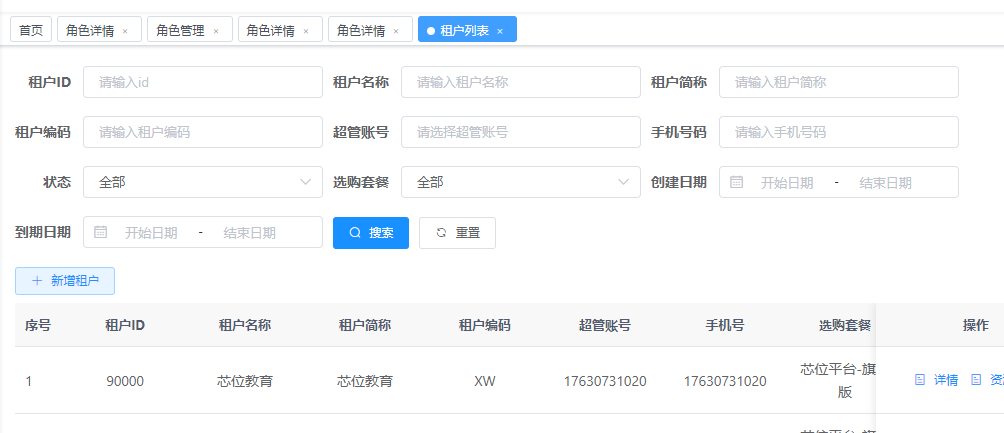 首页 角色详情 × 角色管理 × 角色详情 × 角色详情 × 租户列表 ×
租户ID 请输入id 租户名称 请输入租户名称 租户简称 请输入租户简称
租户编码 请输入租户编码 超管账号 请选择超管账号 手机号码 请输入手机号码
状态 全部 选购套餐 全部 创建日期 开始日期 - 结束日期
到期日期 开始日期 - 结束日期 搜索 重置
新增租户
序号 租户ID 租户名称 租户简称 租户编码 超管账号 手机号 选购套餐 操作
1 90000 芯位教育 芯位教育 XW 17630731020 17630731020 芯位平台-旗 详情
版